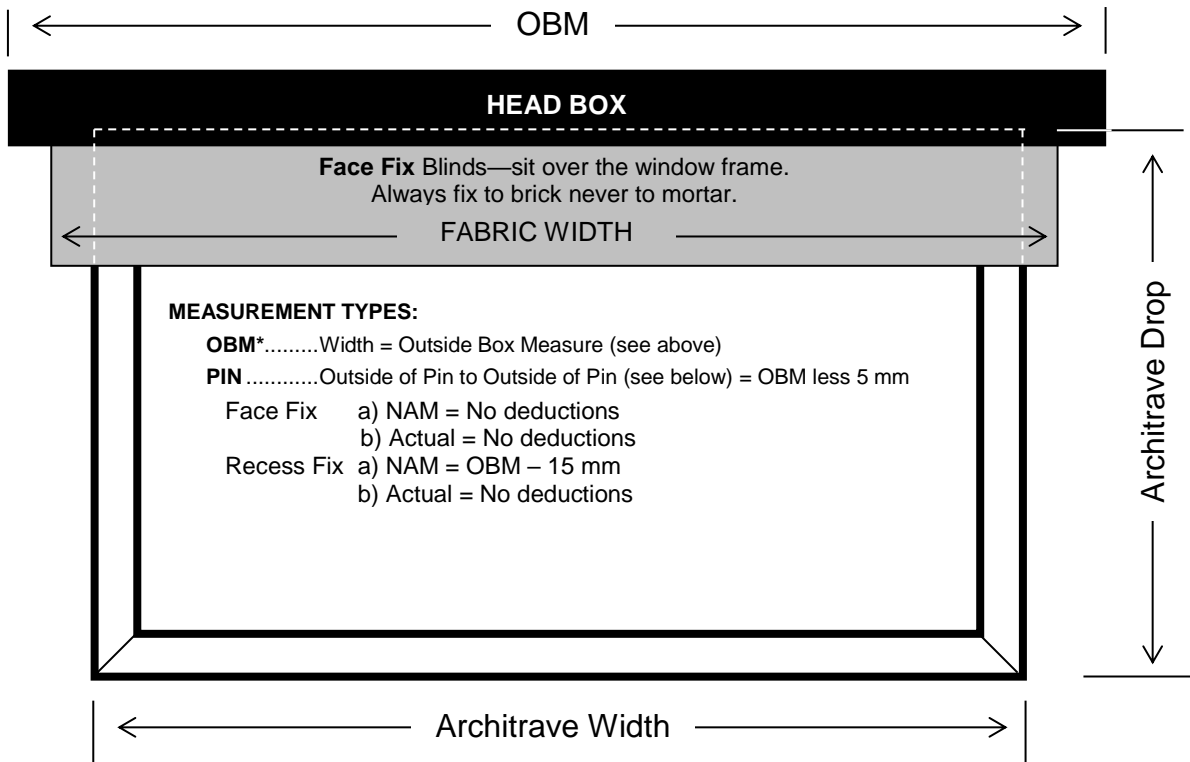 OBM
HEAD BOX
Face Fix Blinds—sit over the window frame.
Always fix to brick never to mortar.
FABRIC WIDTH
MEASUREMENT TYPES:
OBM*.........Width = Outside Box Measure (see above)
PIN ............Outside of Pin to Outside of Pin (see below) = OBM less 5 mm
Face Fix a) NAM = No deductions
b) Actual = No deductions
Recess Fix a) NAM = OBM – 15 mm
b) Actual = No deductions
Architrave Drop
Architrave Width